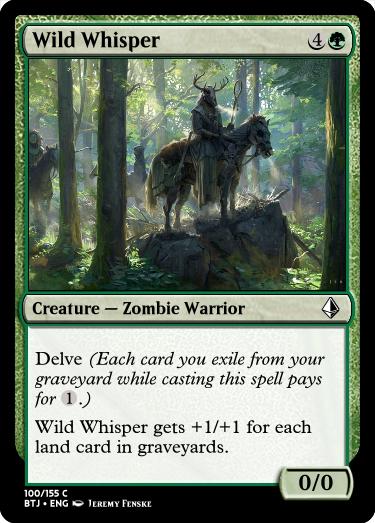 Wild Whisper 4
Creature — Zombie Warrior
Delve (Each card you exile from your
graveyard while casting this spell pays
for 1.)
Wild Whisper gets +1/+1 for each
land card in graveyards.
0/0
100/155 C
BTJ • ENG Jeremy Fenske